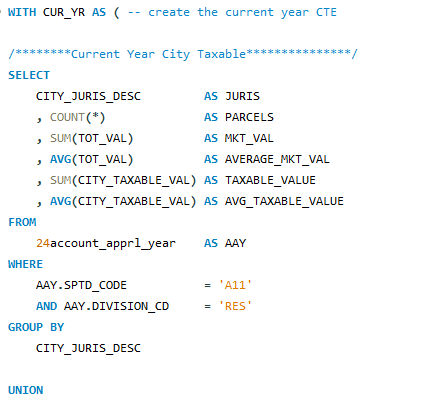 WITH CUR_YR AS ( -- create the current year CTE
/********Current Year City Taxable***************/
SELECT
CITY_JURIS_DESC AS JURIS
, COUNT(*) AS PARCELS
, SUM(TOT_VAL) AS MKT_VAL
, AVG(TOT_VAL) AS AVERAGE_MKT_VAL
, SUM(CITY_TAXABLE_VAL) AS TAXABLE_VALUE
, AVG(CITY_TAXABLE_VAL) AS AVG_TAXABLE_VALUE
FROM
24account_apprl_year AS AAY
WHERE
AAY.SPTD_CODE = 'A11'
AND AAY.DIVISION_CD = 'RES'
GROUP BY
CITY_JURIS_DESC
UNION